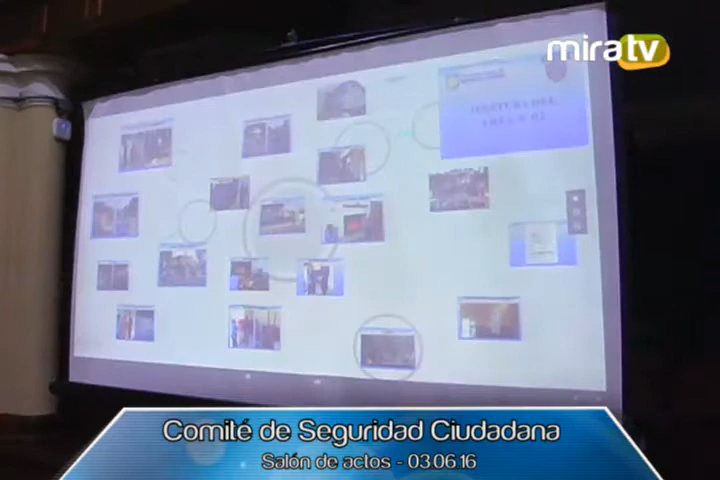 miratv
Comité de Seguridad Ciudadana
Salón de actos - 03.06.16